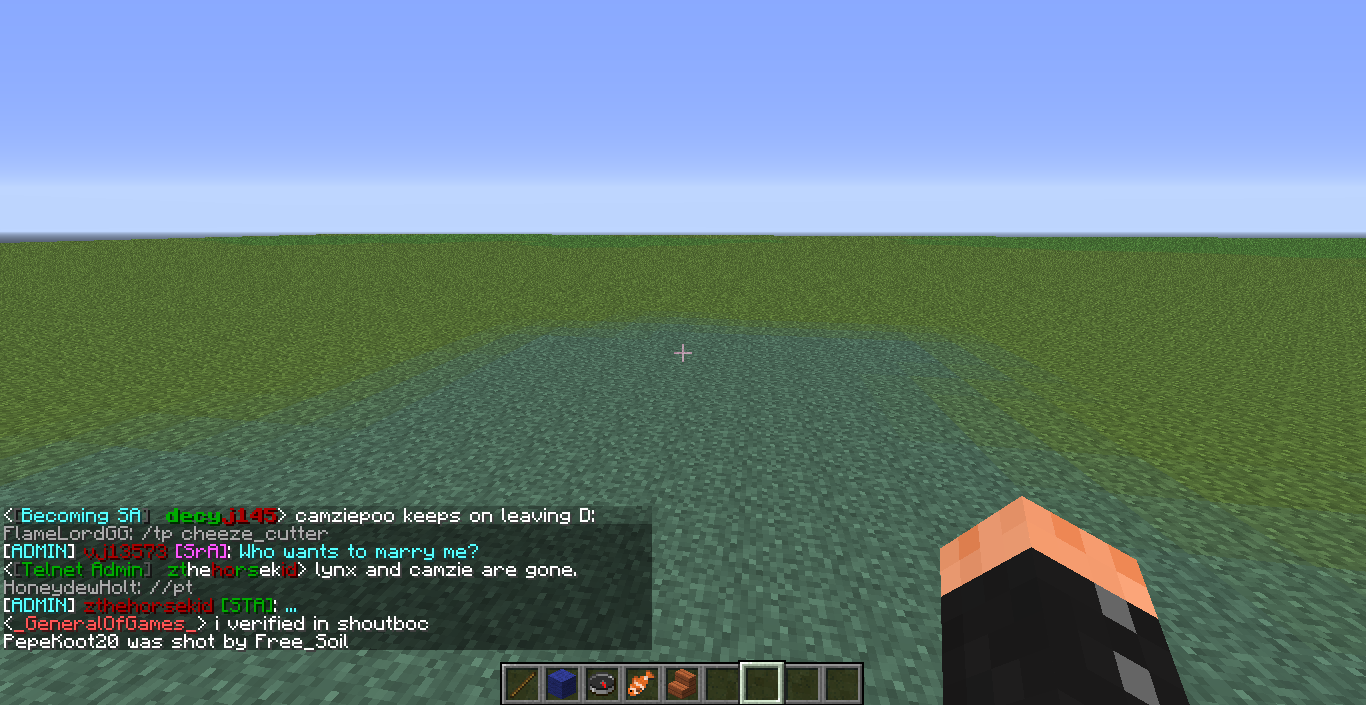 <[Becoming SA] decyj145> camziepoo keeps on leaving D:
FlameLordGG: /tp cheeze_cutter
[ADMIN] vj13573 [SrA]: Who wants to marry me?
<[Telnet Admin] zthehorsekid> lynx and camzie are gone.
HoneydewHolt: //pt
[ADMIN] zthehorsekid [STA]: ...
<_GeneralOfGames_> i verified in shoutboc
PepeKoot20 was shot by Free_Soil